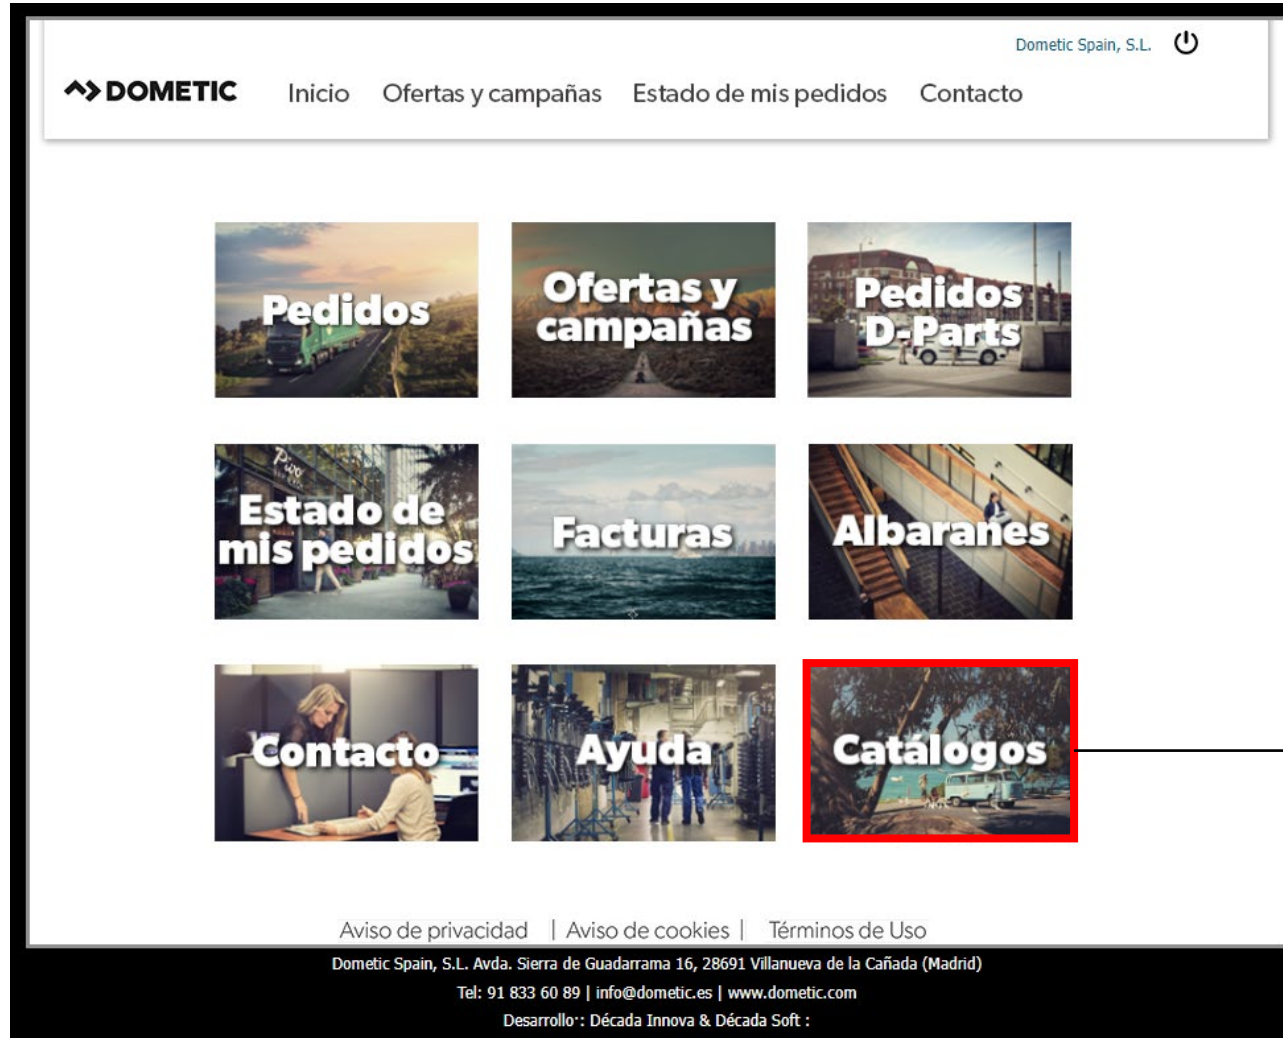 Dometic Spain, S.L.
DOMETIC Inicio Ofertas y campañas Estado de mis pedidos Contacto
Pedidos
Ofertas y
campañas
Pedidos
D-Parts
Pivo
Estado de
mis pedidos
Facturas
Albaranes
Contacto
Ayuda
Catálogos
Aviso de privacidad | Aviso de cookies | Términos de Uso
Dometic Spain, S.L. Avda. Sierra de Guadarrama 16, 28691 Villanueva de la Cañada (Madrid)
Tel: 91 833 60 89 | info@dometic.es | www.dometic.com
Desarrollo·: Década Innova & Década Soft :